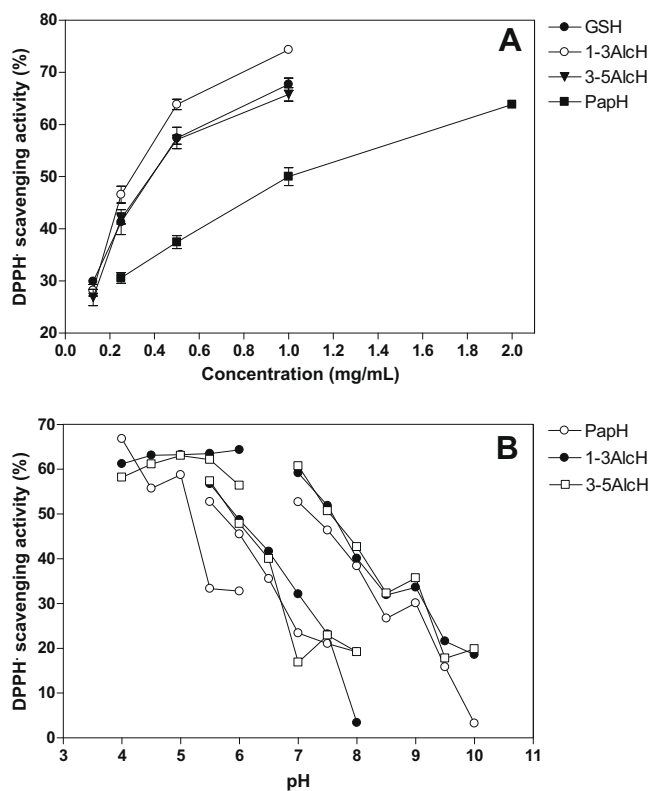 A
GSH
1-3AlcH
3-5AlcH
PapH
DPPH· scavenging activity (%)
80
70
60
50
40
30
20
0.0 0.2 0.4 0.6 0.8 1.0 1.2 1.4 1.6 1.8 2.0
Concentration (mg/mL)
B
PapH
1-3AlcH
3-5AlcH
DPPH· scavenging activity (%)
70
60
50
40
30
20
10
0
3 4 5 6 7 8 9 10 11
pH